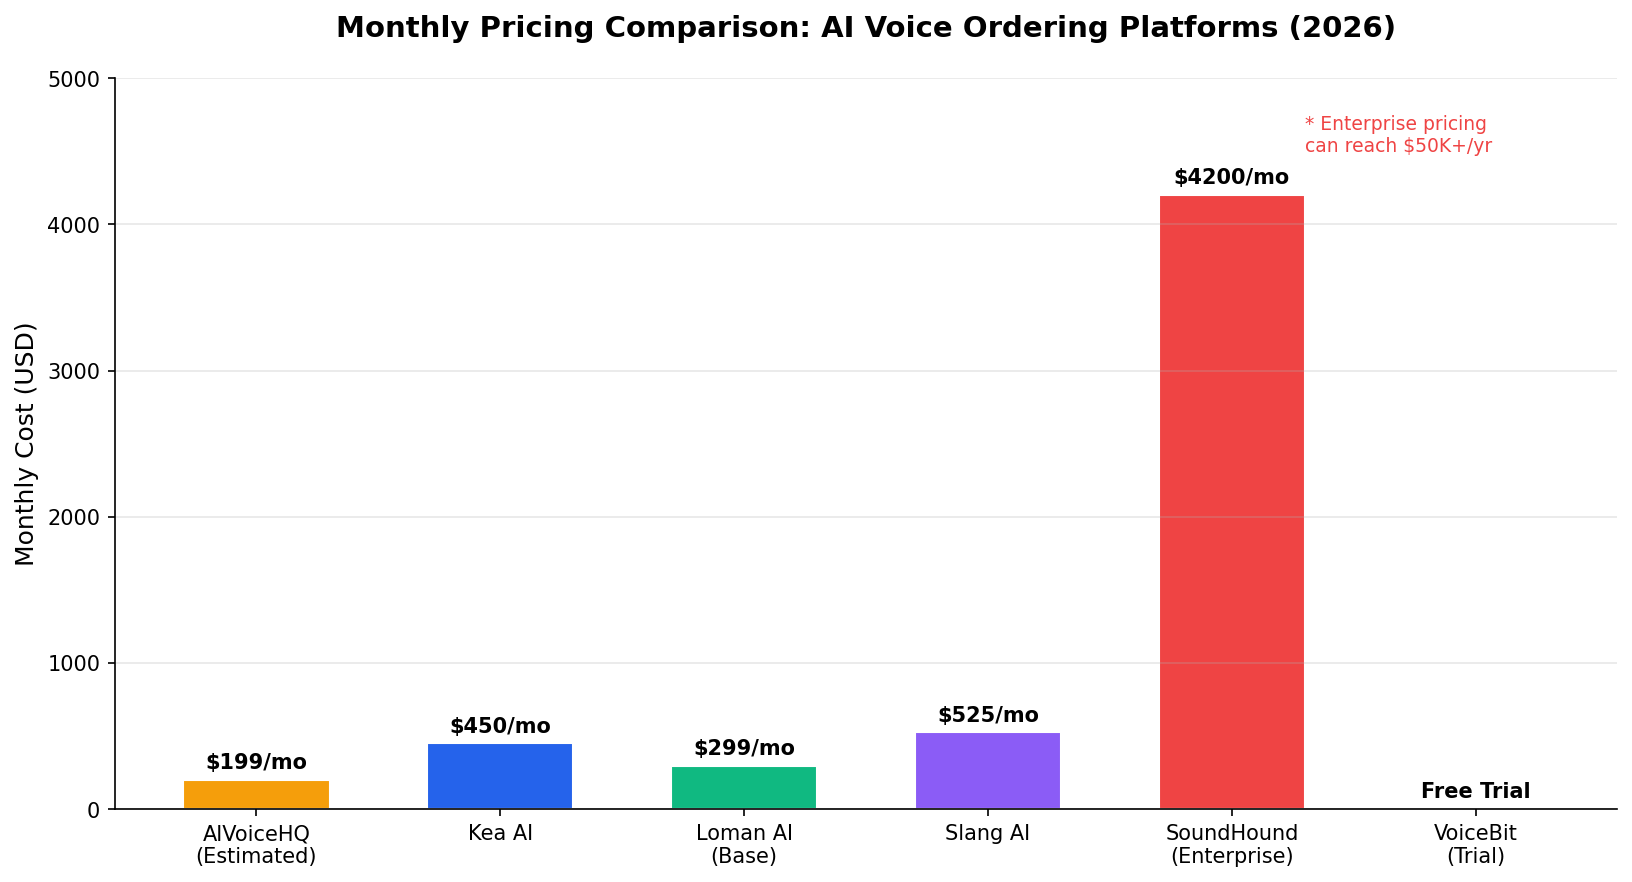 Monthly Pricing Comparison: AI Voice Ordering Platforms (2026)
Monthly Cost (USD)
5000
4000
3000
2000
1000
0
* Enterprise pricing
can reach $50K+/yr
$199/mo
$450/mo
$299/mo
$525/mo
$4200/mo
Free Trial
AIVoiceHQ
(Estimated)
Kea AI
Loman AI
(Base)
Slang AI
SoundHound
(Enterprise)
VoiceBit
(Trial)